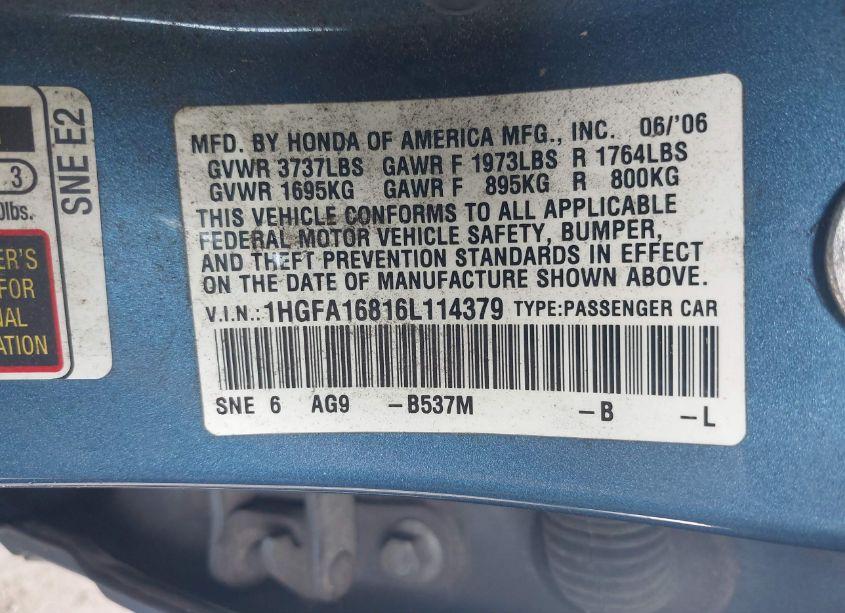 SNE E2
3
0lbs.
ER'S
FOR
NAL
ATION
MFD. BY HONDA OF AMERICA MFG., INC. 06/'06
GVWR 3737LBS GAWR F 1973LBS R 1764LBS
GVWR 1695KG GAWR F 895KG R 800KG
THIS VEHICLE CONFORMS TO ALL APPLICABLE
FEDERAL MOTOR VEHICLE SAFETY, BUMPER,
AND THEFT PREVENTION STANDARDS IN EFFECT
ON THE DATE OF MANUFACTURE SHOWN ABOVE.
V.I.N.: 1HGFA16816L114379 TYPE:PASSENGER CAR
SNE 6 AG9 -B537M -B -L